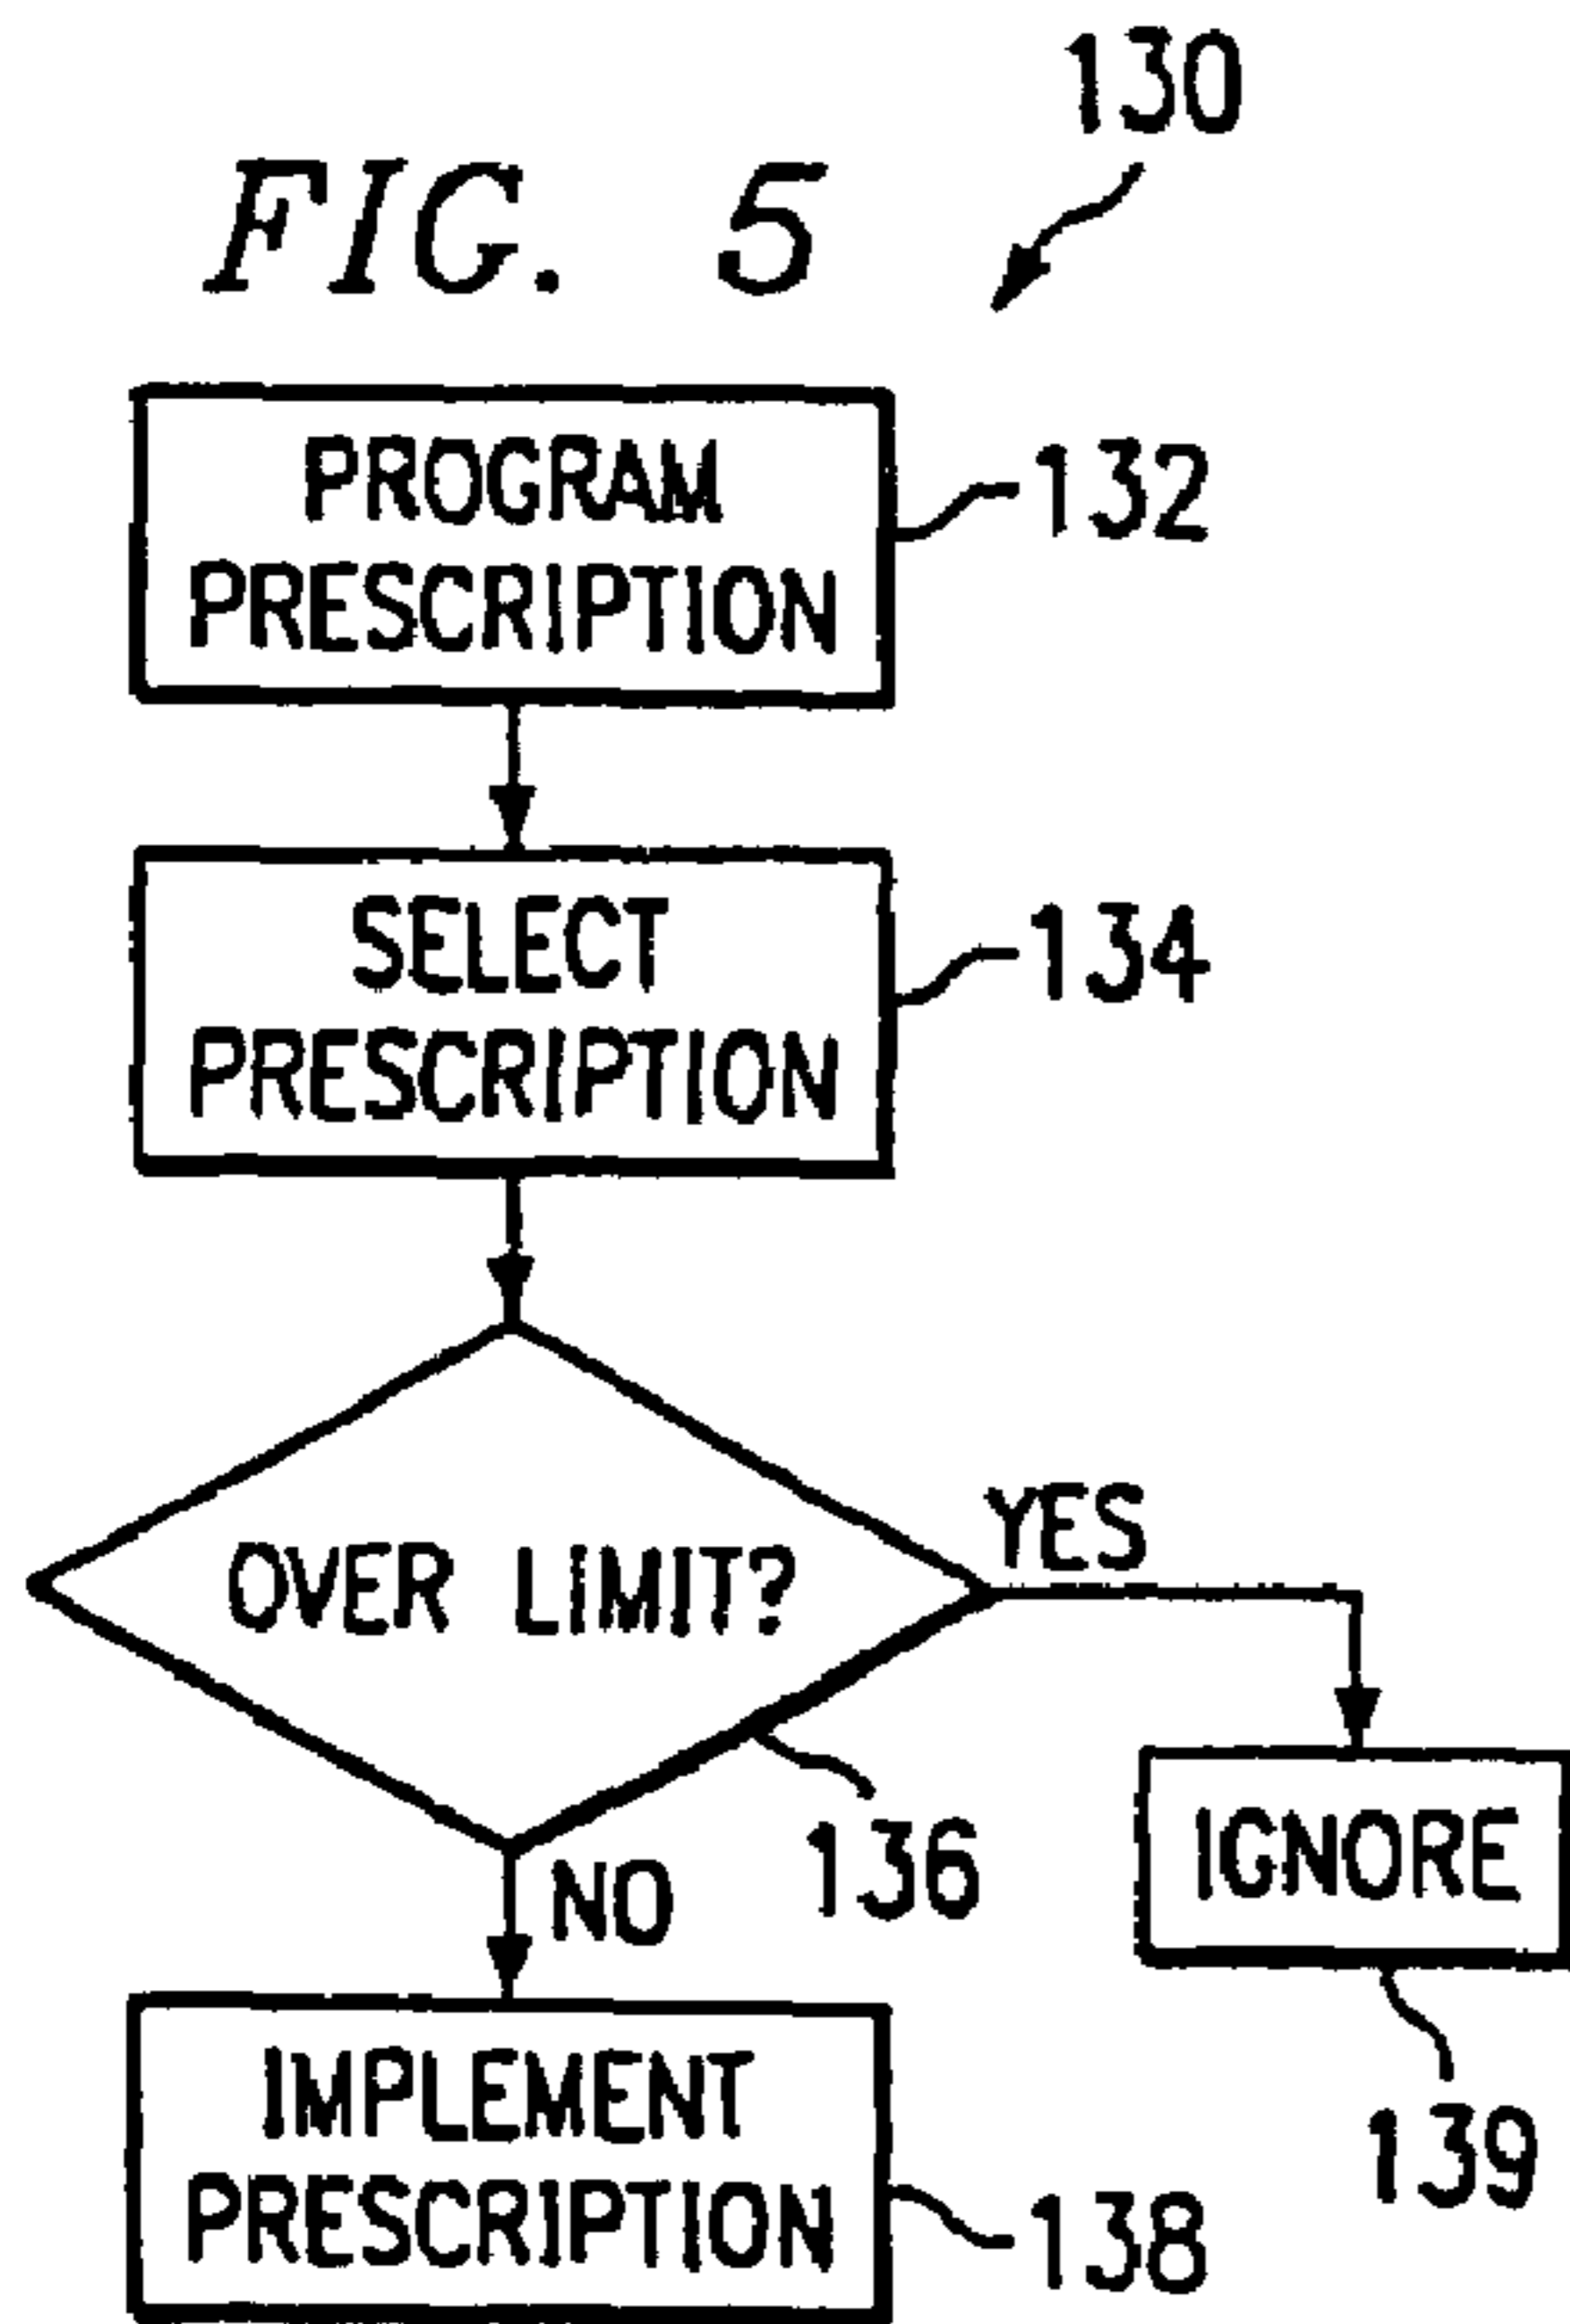 130
FIG. 5
PROGRAM
PRESCRIPTION
132
SELECT
PRESCRIPTION
134
OVER LIMIT?
YES
136
NO
IGNORE
139
IMPLEMENT
PRESCRIPTION
138